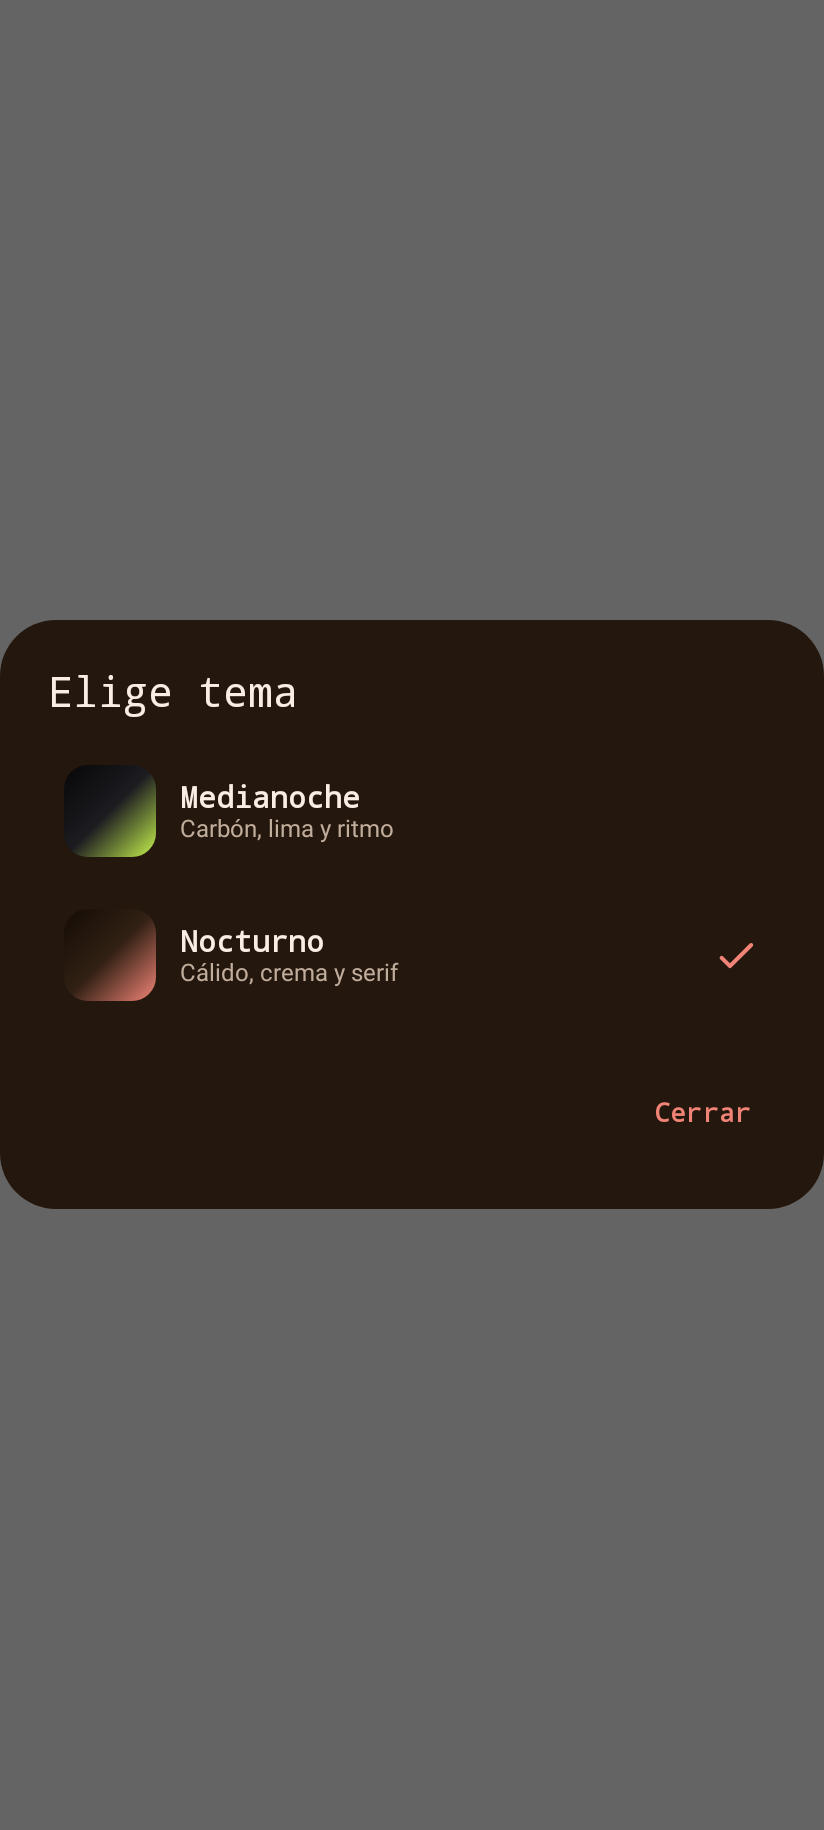 Elige tema
Medianoche
Carbón, lima y ritmo
Nocturno
Cálido, crema y serif
Cerrar